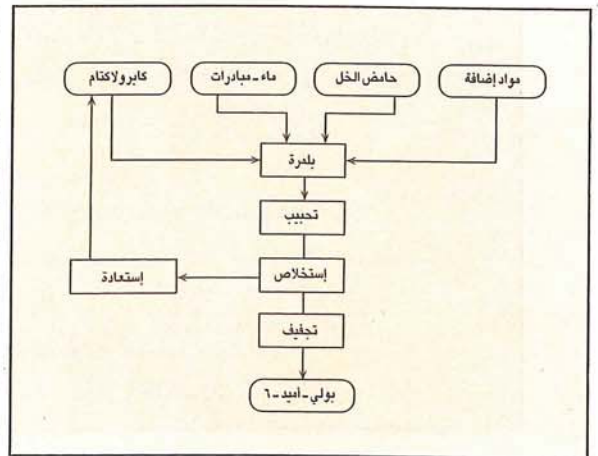 مواد إضافة
حامض الخل
ماء - مبادرات
كابرولاكتام
بلمرة
تحبيب
إستخلاص
إستعادة
تجفيف
بولي - أميد - ٦